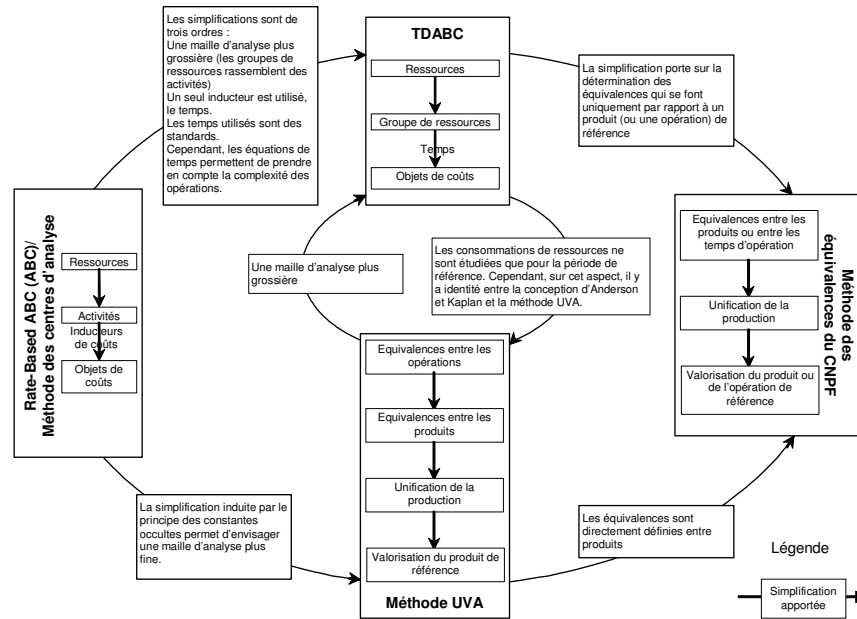 Les simplifications sont de
trois ordres :
Une maille d'analyse plus
grossière (les groupes de
ressources rassemblent des
activités)
Un seul inducteur est utilisé,
le temps.
Les temps utilisés sont des
standards.
Cependant, les équations de
temps permettent de prendre
en compte la complexité des
opérations.
TDABC
Ressources
Groupe de ressources
Temps
Objets de coûts
La simplification porte sur la
détermination des
équivalences qui se font
uniquement par rapport à un
produit (ou une opération) de
référence
Rate-Based ABC (ABC)/
Méthode des centres d'analyse
Ressources
Activités
Inducteurs
de coûts
Objets de
coûts
Une maille d'analyse plus
grossière
Les consommations de ressources ne
sont étudiées que pour la période de
référence. Cependant, sur cet aspect, il y
a identité entre la conception d'Anderson
et Kaplan et la méthode UVA.
Méthode des
équivalences du CNPF
Equivalences entre les
produits ou entre les
temps d'opération
Unification de la
production
Valorisation du produit ou
de l'opération de
référence
Equivalences entre les
opérations
Equivalences entre les
produits
Unification de la
production
Valorisation du produit de
référence
Méthode UVA
La simplification induite par le
principe des constantes
occultes permet d'envisager
une maille d'analyse plus
fine.
Les équivalences sont
directement définies entre
produits
Légende
Simplification
apportée